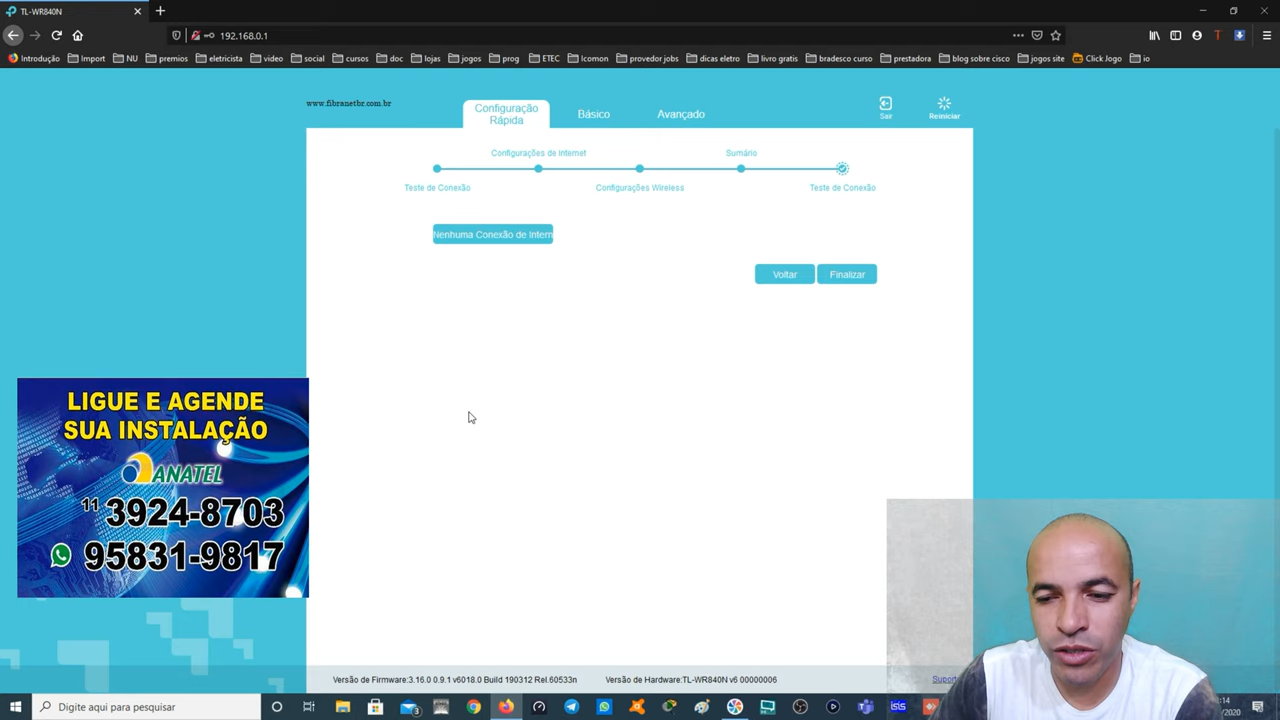 TL-WR840N
192.168.0.1
Introdução Import NU premios eletricista video social cursos doc lojas jogos prog ETEC Icomon provedor jobs dicas eletro livro gratis bradesco curso prestadora blog sobre cisco jogos site Click Jogo io
www.fibranetbr.com.br
Configuração
Rápida
Básico
Avançado
Sair
Reiniciar
Configurações de Internet
Sumário
Teste de Conexão
Configurações Wireless
Teste de Conexão
Nenhuma Conexão de Intern
Voltar
Finalizar
LIGUE E AGENDE
SUA INSTALAÇÃO
ANATEL
11 3924-8703
95831-9817
Versão de Firmware:3.16.0 0.9.1 v6018.0 Build 190312 Rel.60533n
Versão de Hardware:TL-WR840N v6 00000006
Suport
Digite aqui para pesquisar
3
isis
:14
/2020